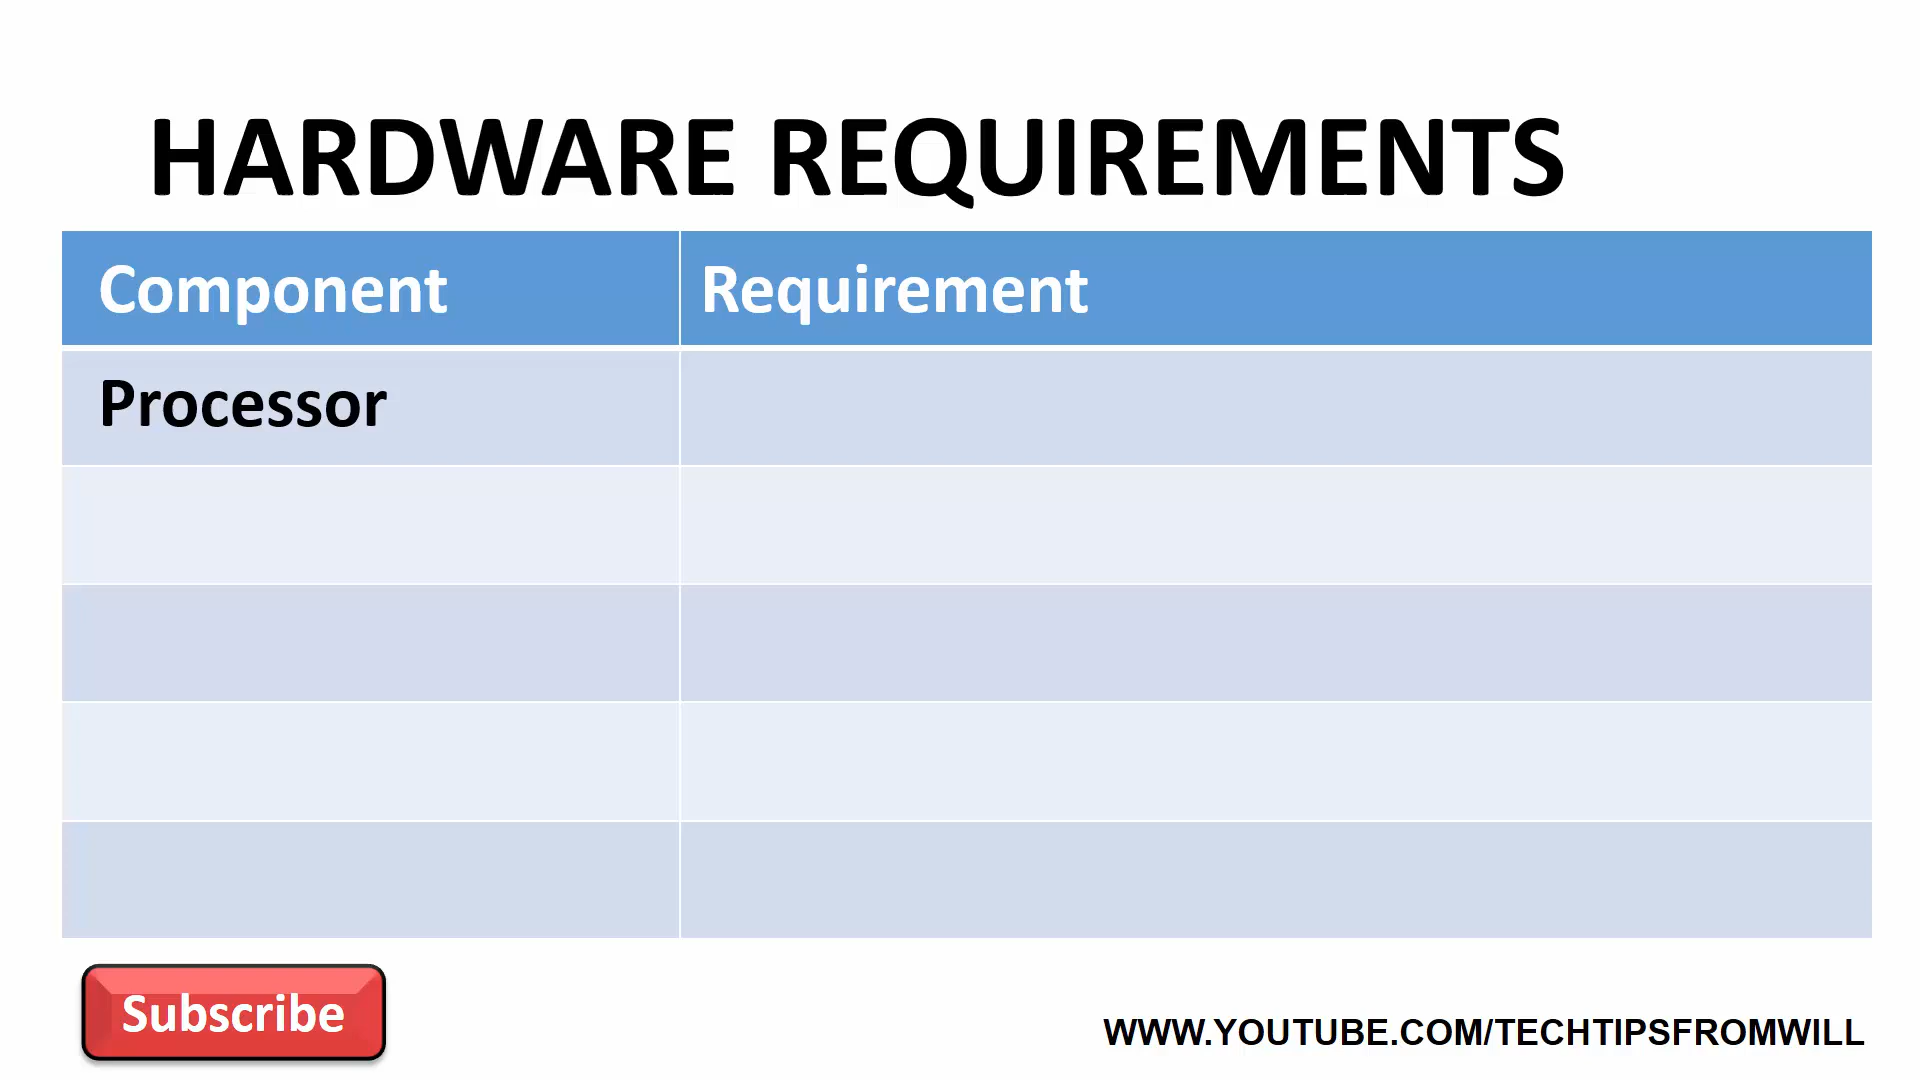 HARDWARE REQUIREMENTS
Component Requirement
Processor
Subscribe
WWW.YOUTUBE.COM/TECHTIPSFROMWILL